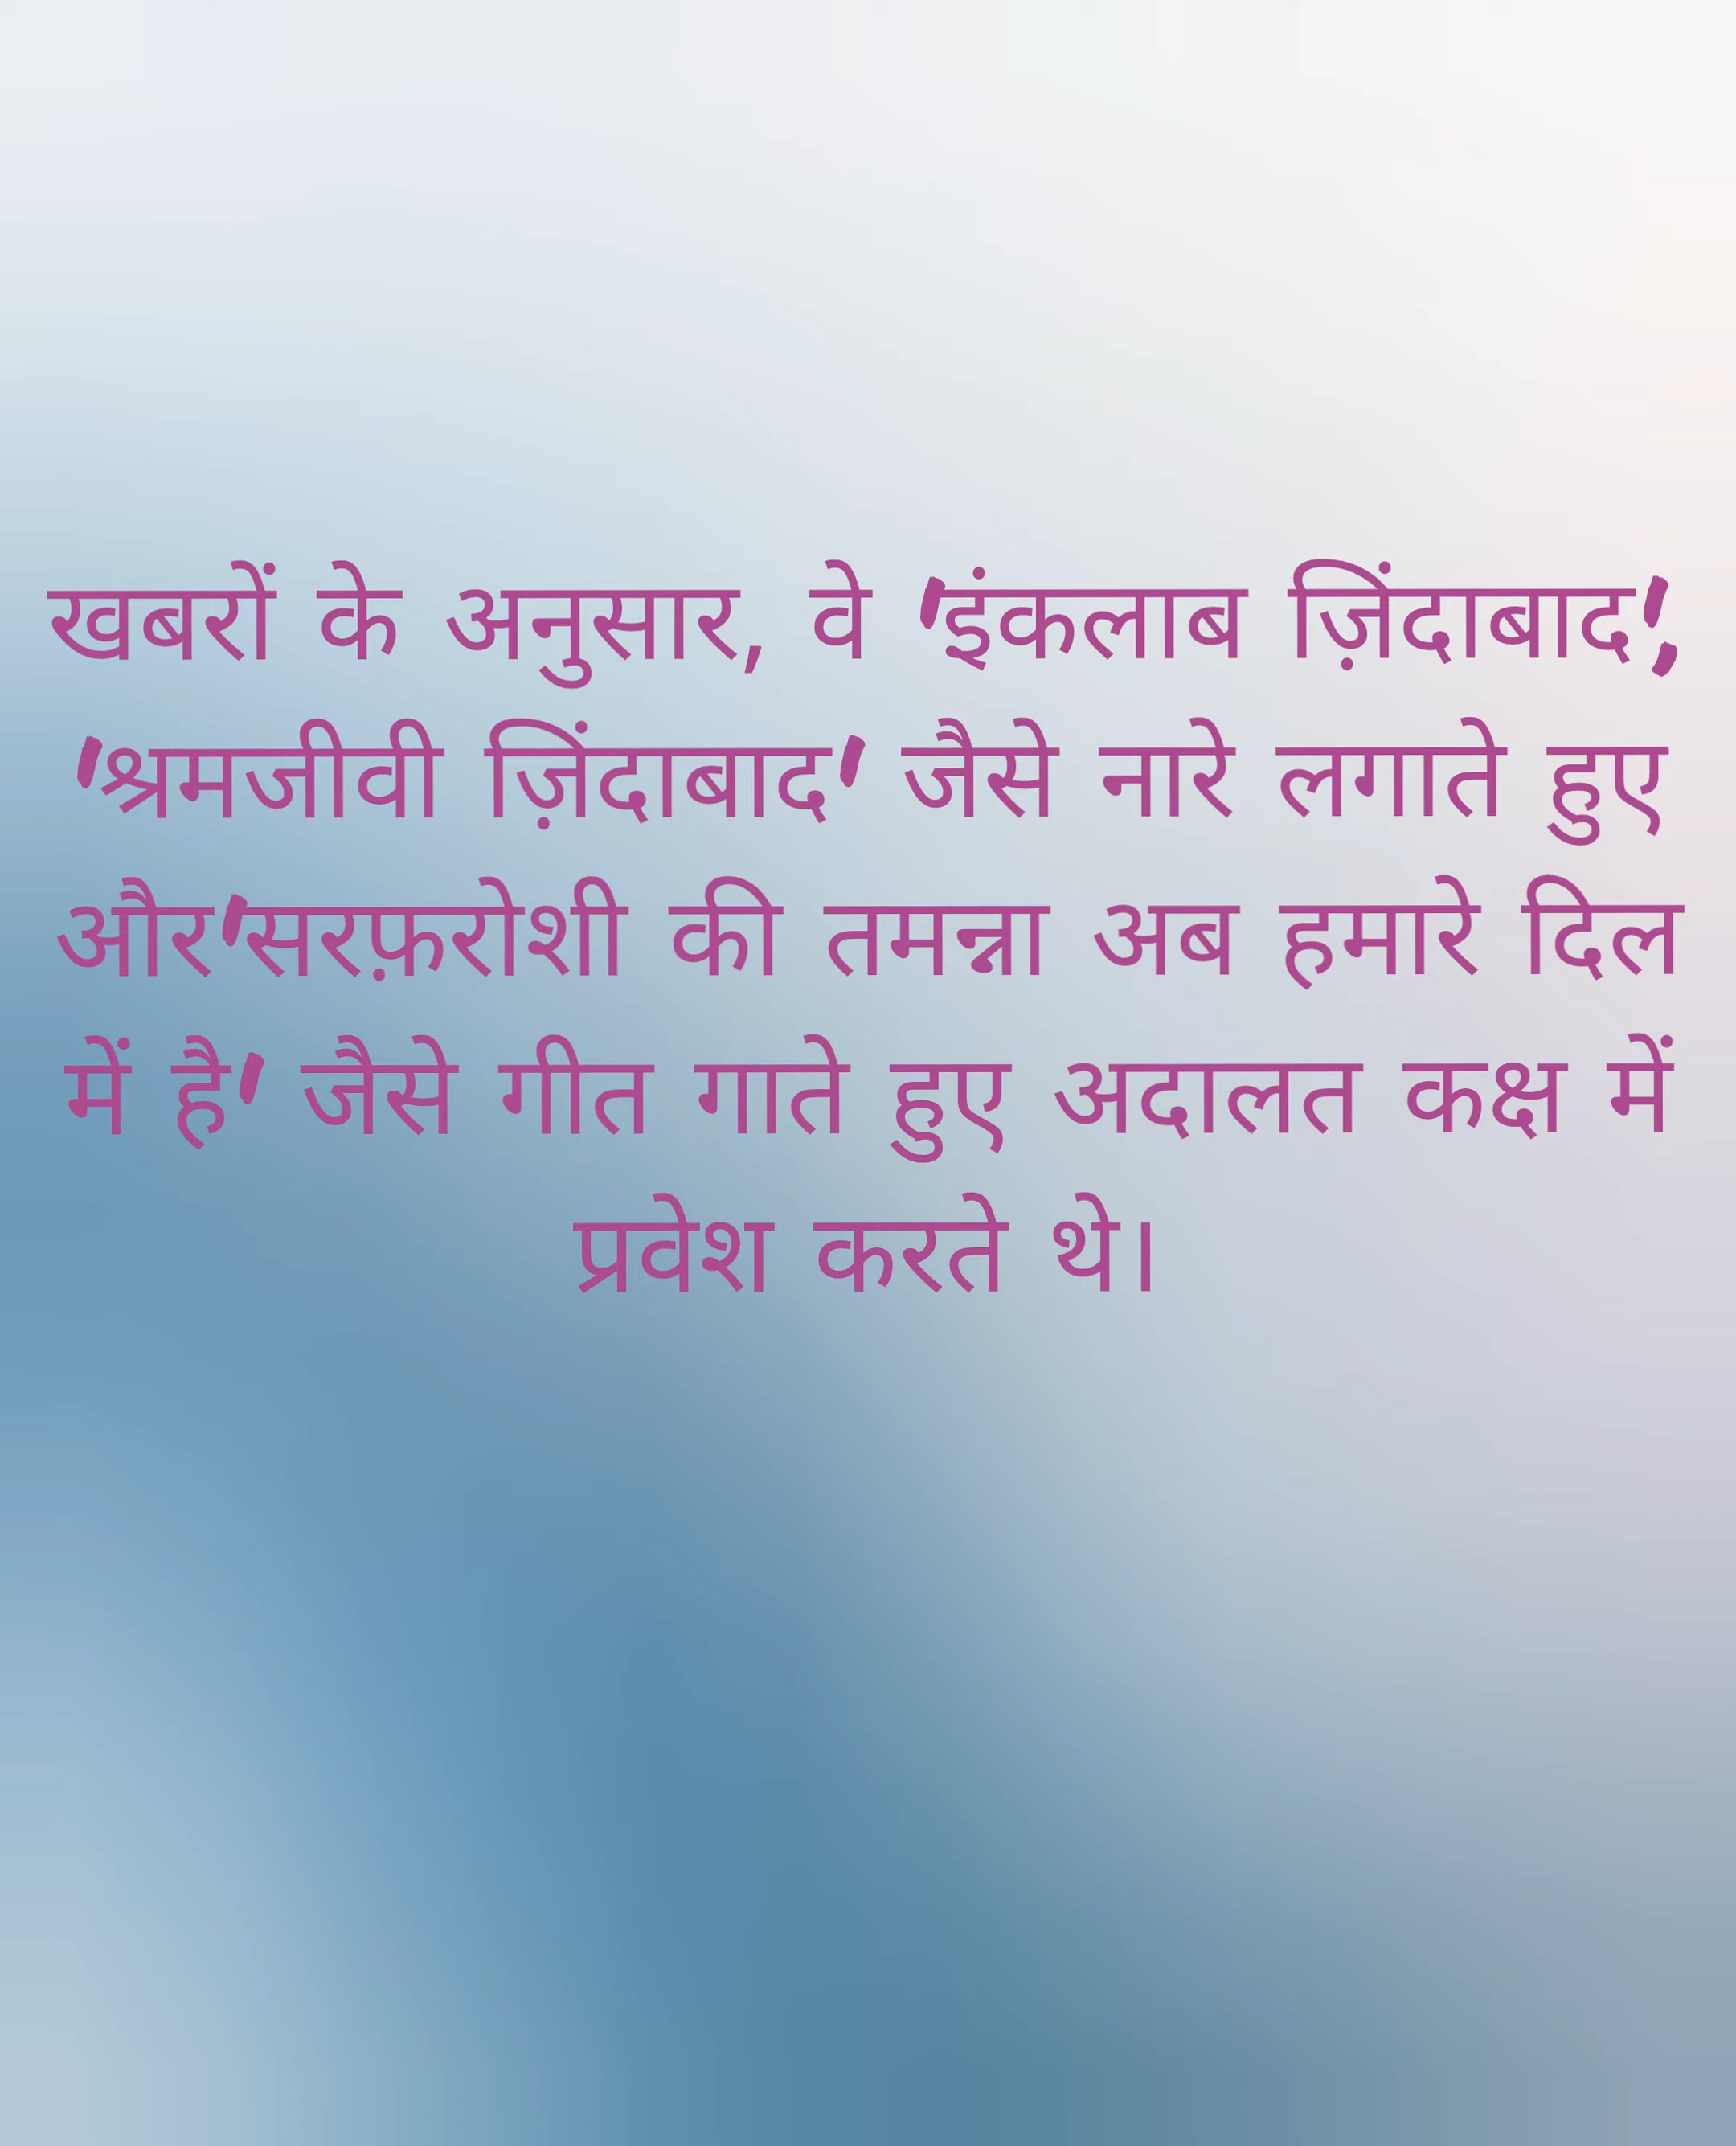 खबरों के अनुसार, वे 'इंकलाब ज़िंदाबाद',
'श्रमजीवी ज़िंदाबाद' जैसे नारे लगाते हुए
और'सरफ़रोशी की तमन्ना अब हमारे दिल
में है' जैसे गीत गाते हुए अदालत कक्ष में
प्रवेश करते थे।